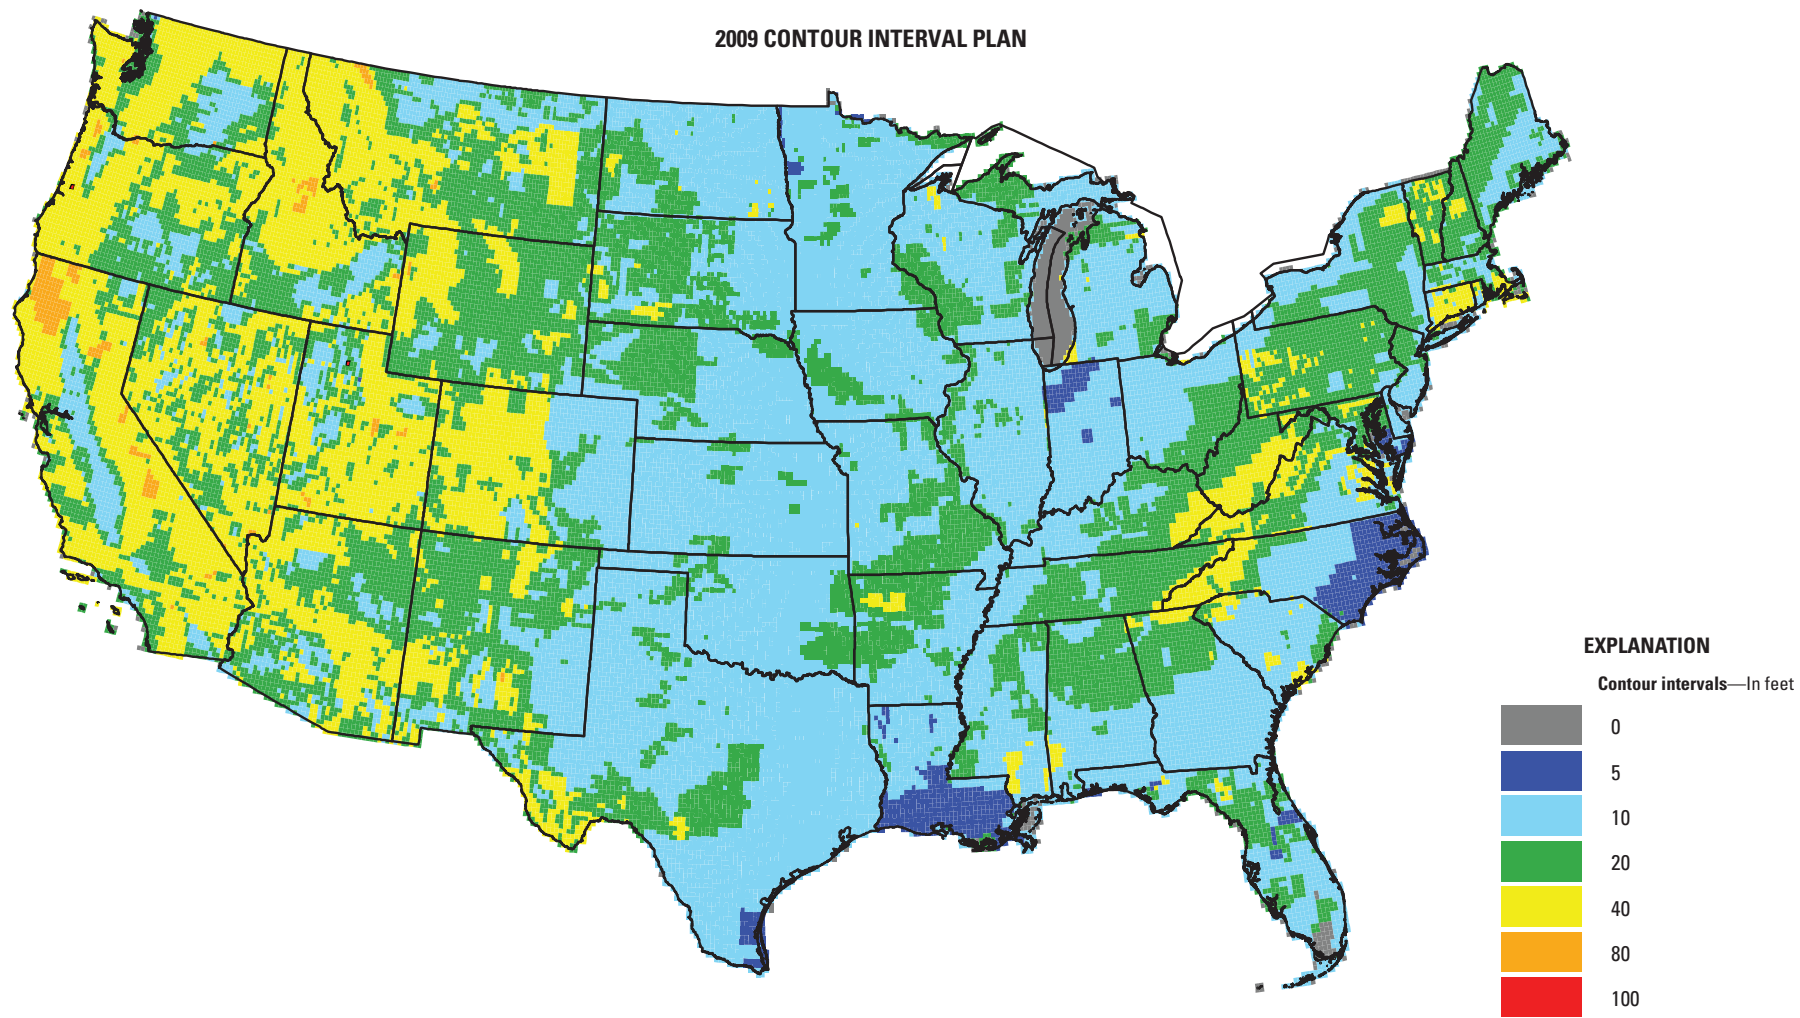 2009 CONTOUR INTERVAL PLAN
EXPLANATION
Contour intervals—In feet
0
5
10
20
40
80
100